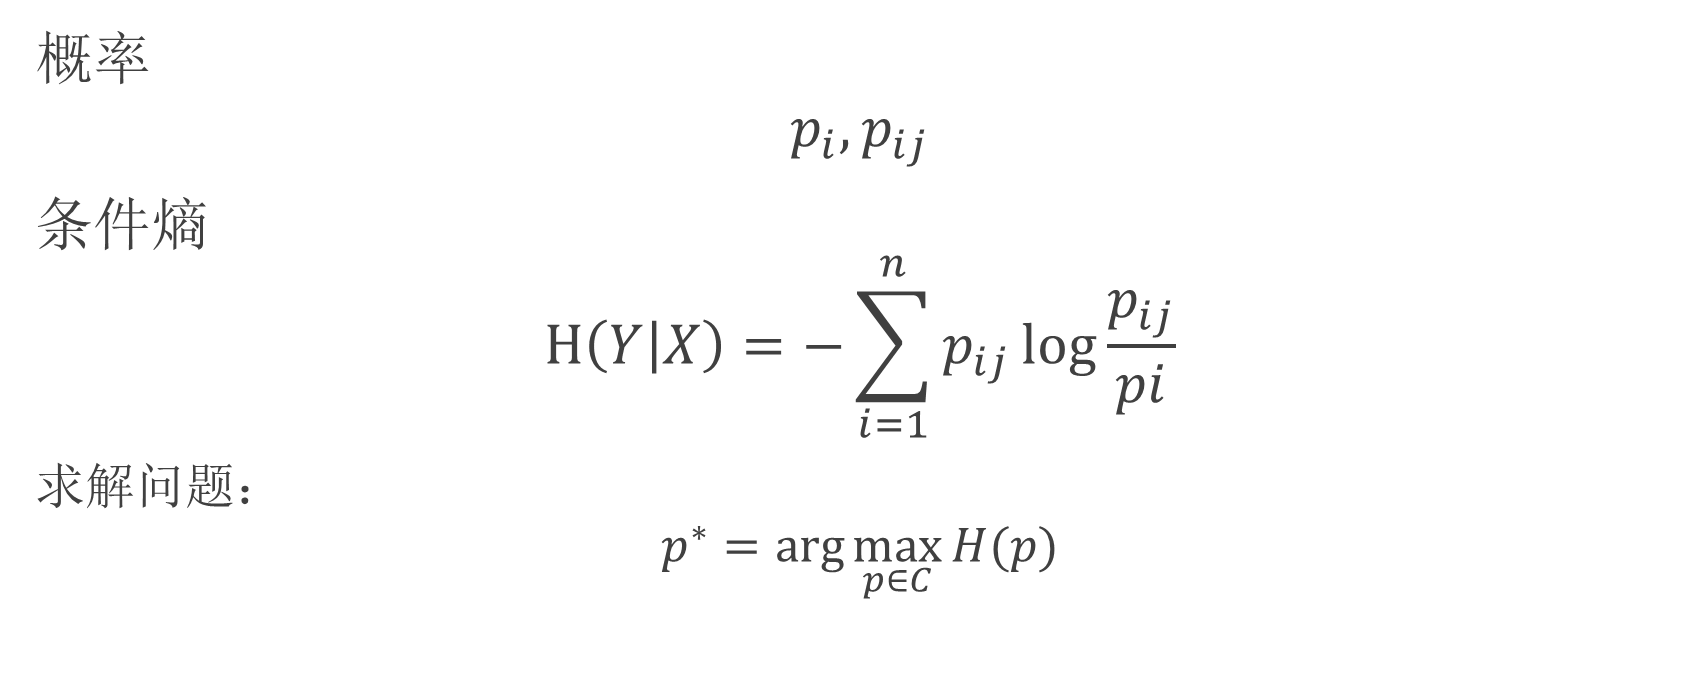 概率
p_i, p_{ij}
条件熵
H(Y|X) = -\sum_{i=1}^{n} p_{ij} \log \frac{p_{ij}}{pi}
求解问题：
p^* = \arg\max_{p \in C} H(p)